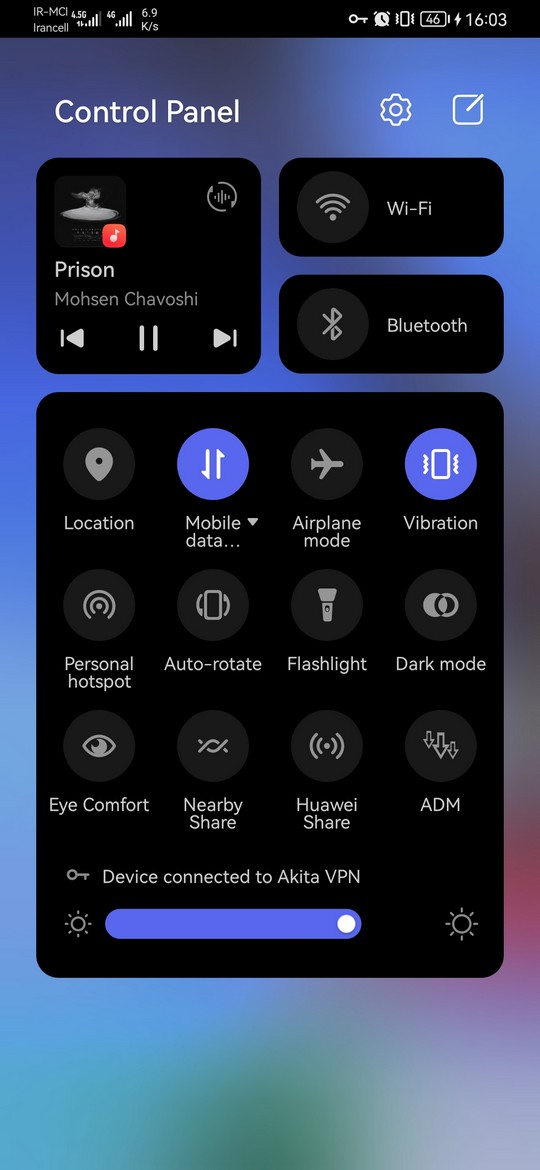 IR-MCI 4.5G 4G 6.9
Irancell K/s
46 16:03
Control Panel
Prison
Mohsen Chavoshi
Wi-Fi
Bluetooth
Location
Mobile
data...
Airplane
mode
Vibration
Personal
hotspot
Auto-rotate
Flashlight
Dark mode
Eye Comfort
Nearby
Share
Huawei
Share
ADM
Device connected to Akita VPN